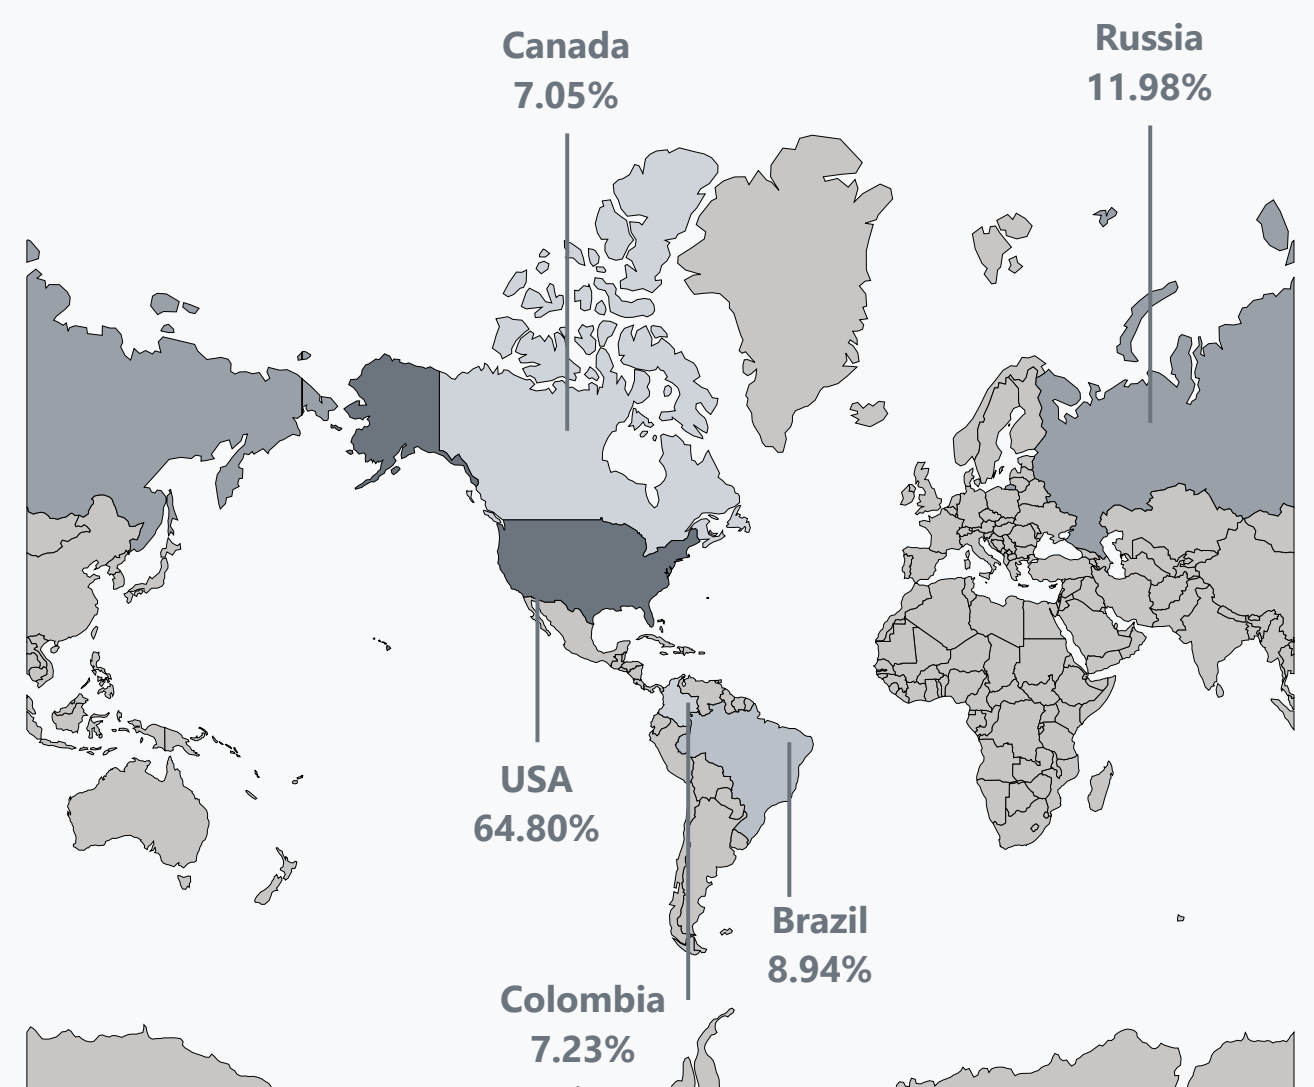 Canada
7.05%
Russia
11.98%
USA
64.80%
Brazil
8.94%
Colombia
7.23%